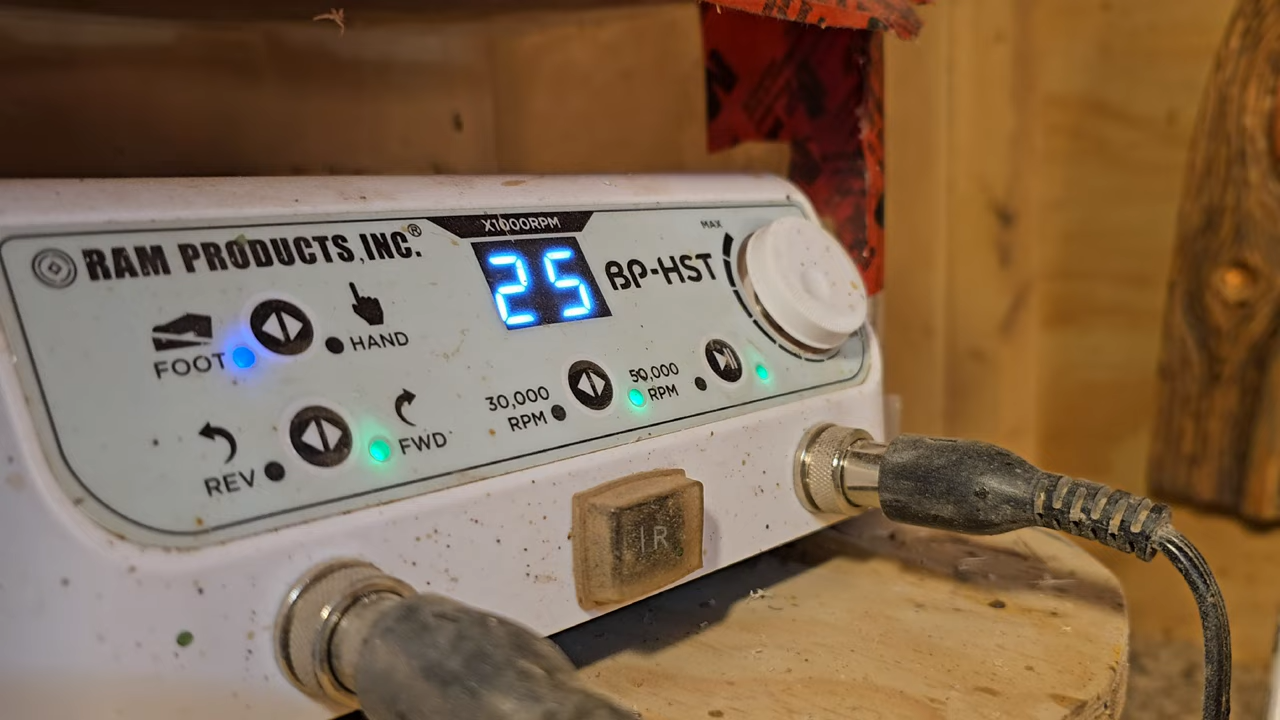 RAM PRODUCTS, INC.®
X1000RPM
25
BP-HST
MAX
FOOT
HAND
REV
FWD
30,000
RPM
50,000
RPM
IR